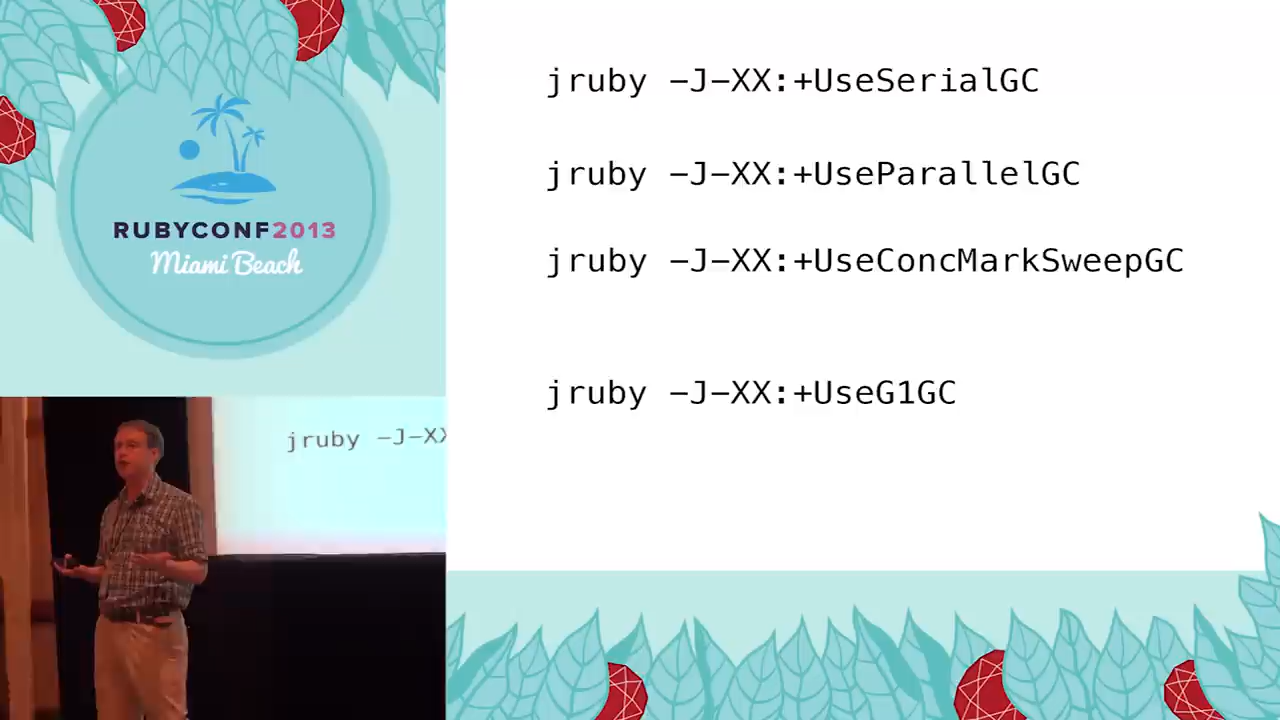 RUBYCONF2013
Miami Beach
jruby -J-XX:+UseSerialGC
jruby -J-XX:+UseParallelGC
jruby -J-XX:+UseConcMarkSweepGC
jruby -J-XX:+UseG1GC
jruby -J-XX